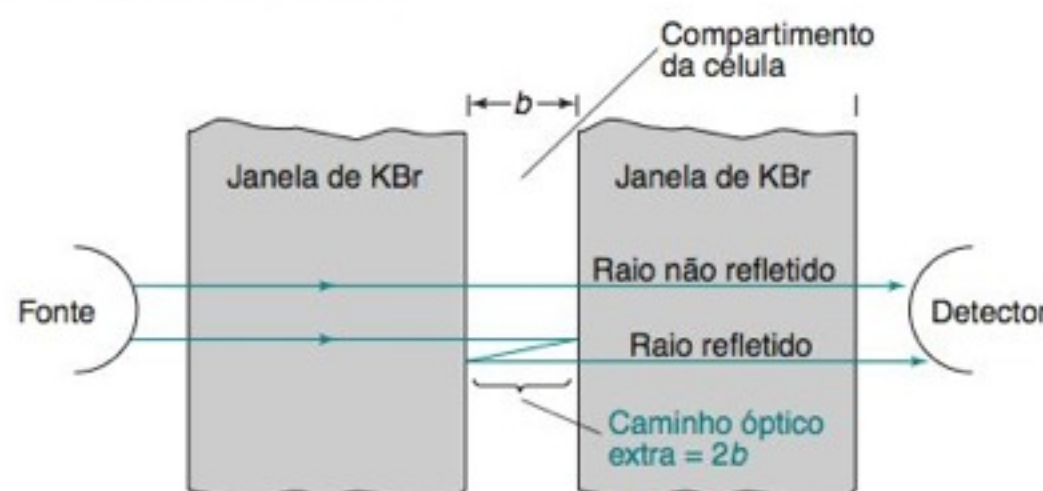 Compartimento
da célula
b
Janela de KBr
Janela de KBr
Raio não refletido
Fonte
Detector
Raio refletido
Caminho óptico
extra = 2b